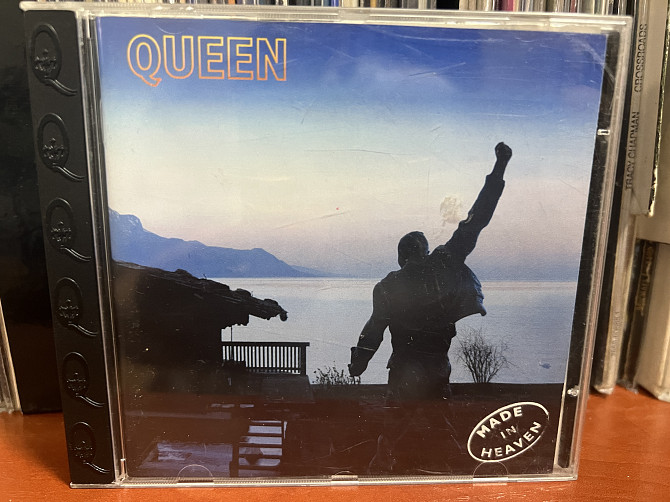 QUEEN
MADE
IN
HEAVEN
TRACY CHAPMAN
CROSSROADS